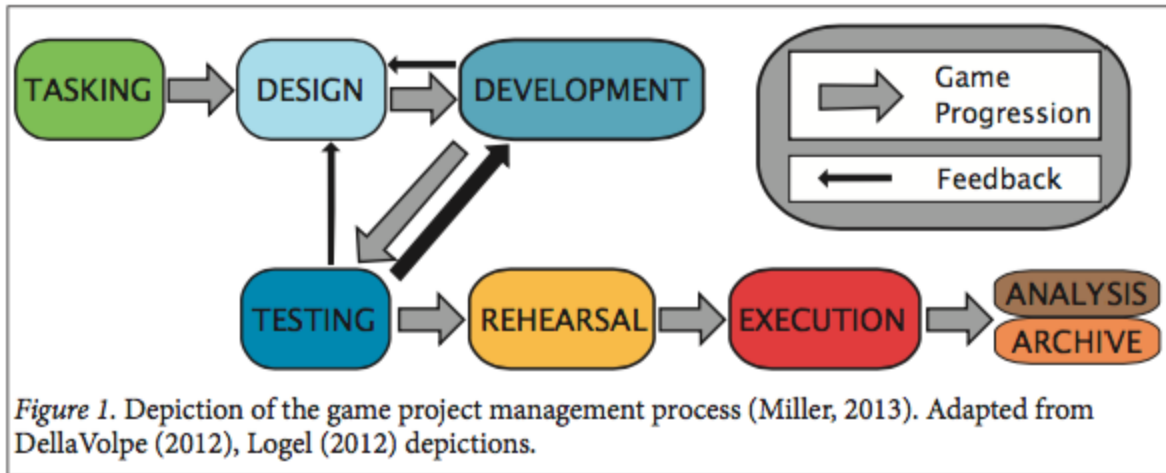 TASKING
DESIGN
DEVELOPMENT
Game
Progression
Feedback
TESTING
REHEARSAL
EXECUTION
ANALYSIS
ARCHIVE
Figure 1. Depiction of the game project management process (Miller, 2013). Adapted from
DellaVolpe (2012), Logel (2012) depictions.